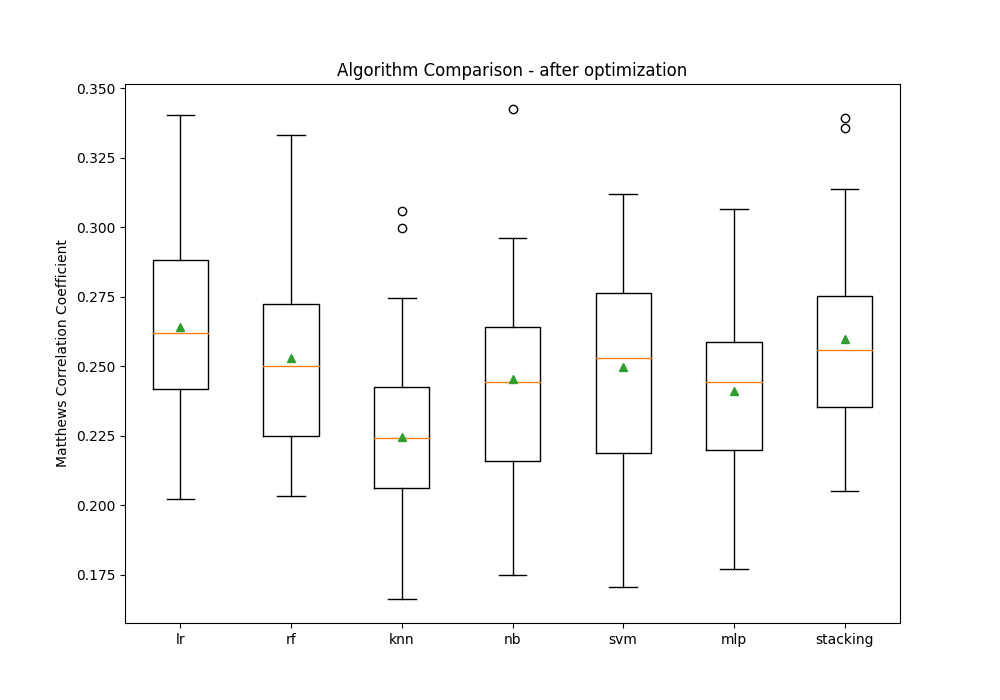 Algorithm Comparison - after optimization
Matthews Correlation Coefficient
0.350
0.325
0.300
0.275
0.250
0.225
0.200
0.175
lr rf knn nb svm mlp stacking